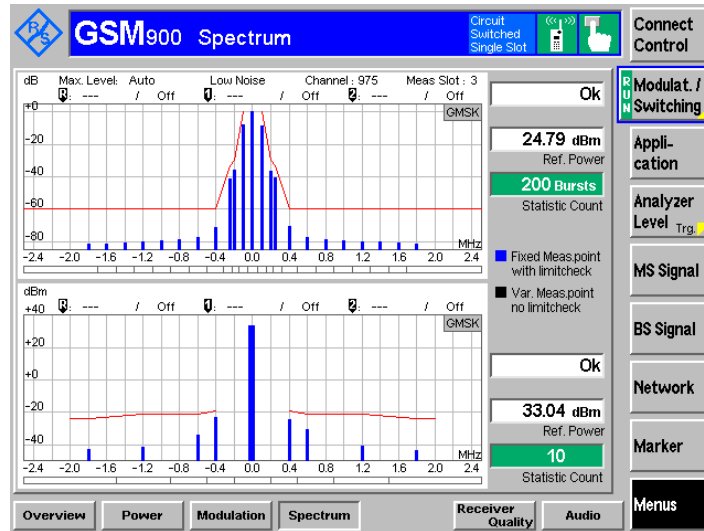 R&S
GSM900 Spectrum
Circuit
Switched
Single Slot
Connect
Control
dB Max. Level: Auto Low Noise Channel : 975 Meas Slot : 3
R: --- / Off 1: --- / Off 2: --- / Off
GMSK
+0
-20
-40
-60
-80
MHz
-2.4 -2.0 -1.6 -1.2 -0.8 -0.4 0.0 0.4 0.8 1.2 1.6 2.0 2.4
Ok
24.79 dBm
Ref. Power
200 Bursts
Statistic Count
Fixed Meas.point
with limitcheck
Var. Meas.point
no limitcheck
dBm
R: --- / Off 1: --- / Off 2: --- / Off
GMSK
+40
+20
+0
-20
-40
MHz
-2.4 -2.0 -1.6 -1.2 -0.8 -0.4 0.0 0.4 0.8 1.2 1.6 2.0 2.4
Ok
33.04 dBm
Ref. Power
10
Statistic Count
RUN
Modulat. /
Switching
Appli-
cation
Analyzer
Level Trg.
MS Signal
BS Signal
Network
Marker
Menus
Overview Power Modulation Spectrum Receiver
Quality Audio